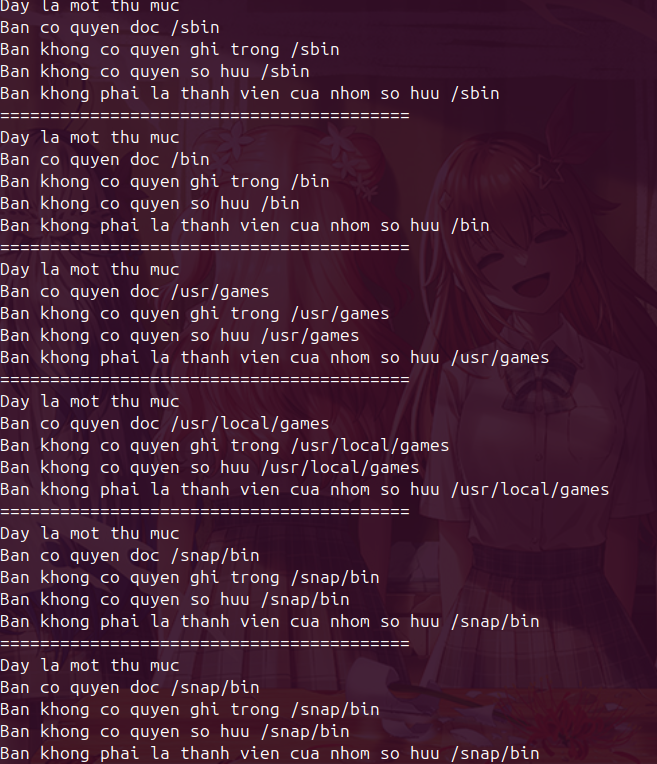 Day la mot thu muc
Ban co quyen doc /sbin
Ban khong co quyen ghi trong /sbin
Ban khong co quyen so huu /sbin
Ban khong phai la thanh vien cua nhom so huu /sbin
=========================================
Day la mot thu muc
Ban co quyen doc /bin
Ban khong co quyen ghi trong /bin
Ban khong co quyen so huu /bin
Ban khong phai la thanh vien cua nhom so huu /bin
=========================================
Day la mot thu muc
Ban co quyen doc /usr/games
Ban khong co quyen ghi trong /usr/games
Ban khong co quyen so huu /usr/games
Ban khong phai la thanh vien cua nhom so huu /usr/games
=========================================
Day la mot thu muc
Ban co quyen doc /usr/local/games
Ban khong co quyen ghi trong /usr/local/games
Ban khong co quyen so huu /usr/local/games
Ban khong phai la thanh vien cua nhom so huu /usr/local/games
=========================================
Day la mot thu muc
Ban co quyen doc /snap/bin
Ban khong co quyen ghi trong /snap/bin
Ban khong co quyen so huu /snap/bin
Ban khong phai la thanh vien cua nhom so huu /snap/bin
=========================================
Day la mot thu muc
Ban co quyen doc /snap/bin
Ban khong co quyen ghi trong /snap/bin
Ban khong co quyen so huu /snap/bin
Ban khong phai la thanh vien cua nhom so huu /snap/bin